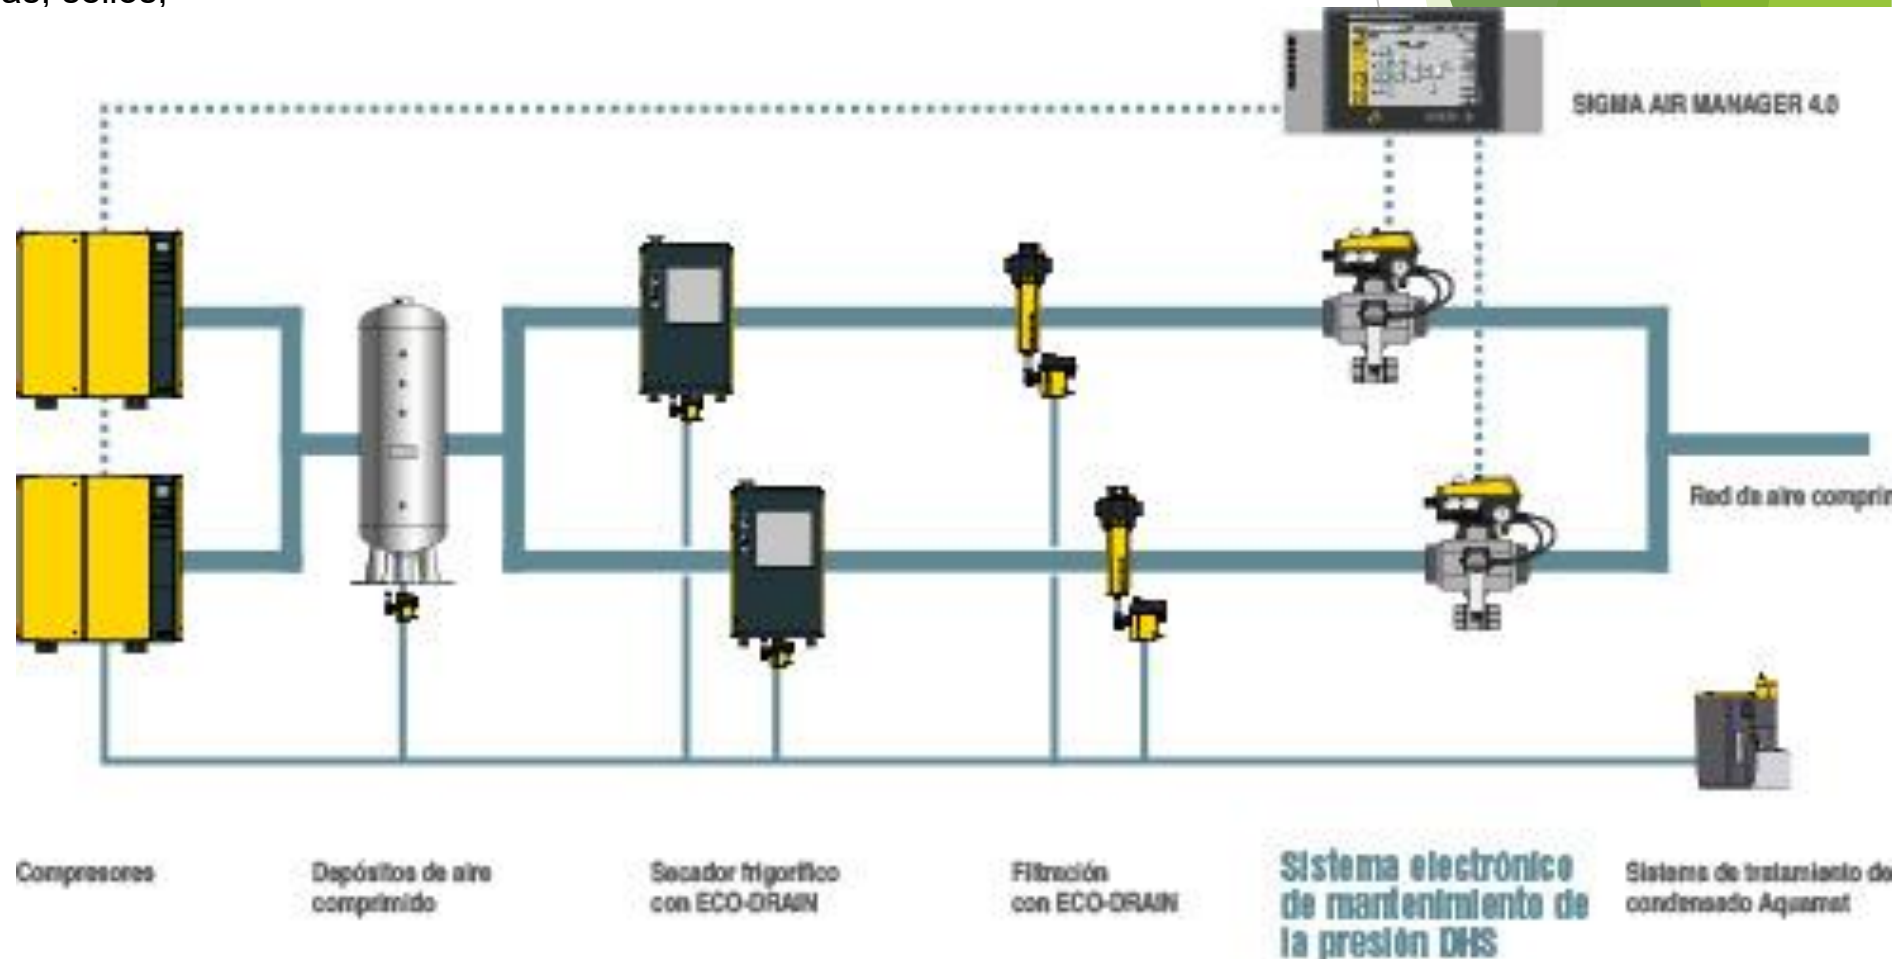 SIGMA AIR MANAGER 4.0
Red de aire comprim
Compresores
Depósitos de aire
comprimido
Secador frigorífico
con ECO-DRAIN
Filtración
con ECO-DRAIN
Sistema electrónico
de mantenimiento de
la presión DHS
Sistema de tratamiento de
condensado Aquamat